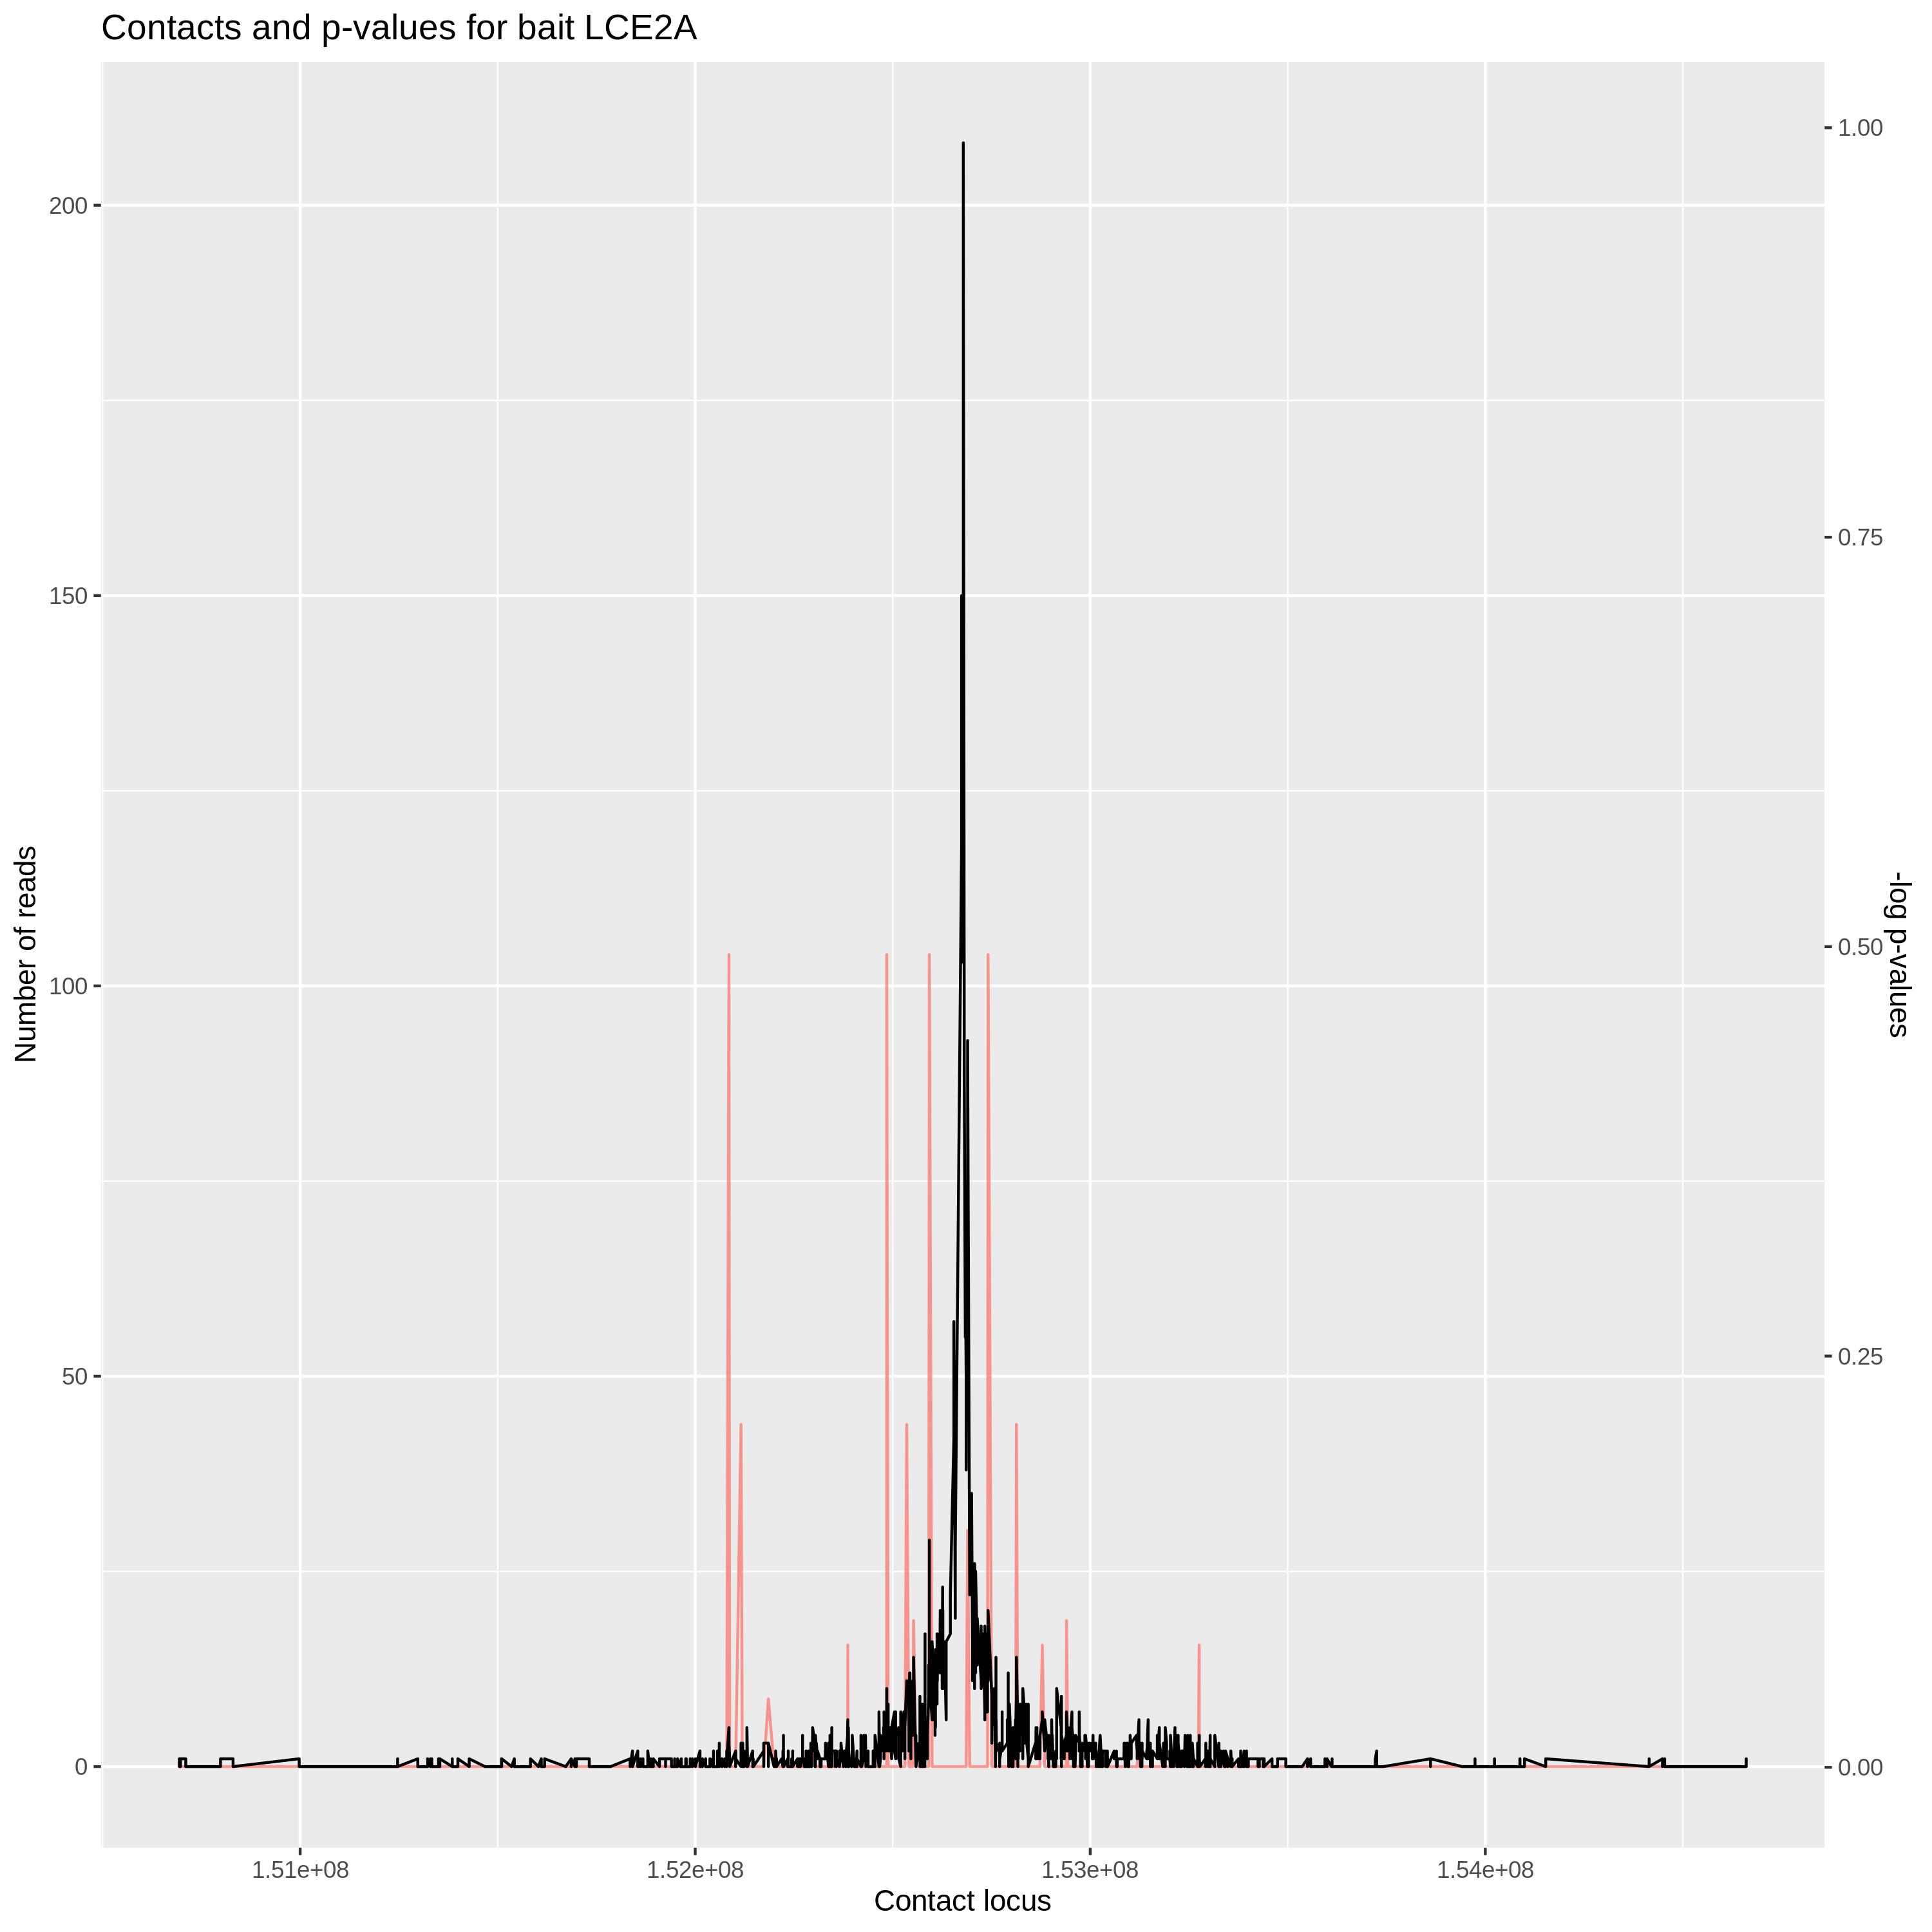 Contacts and p-values for bait LCE2A
200
150
100
50
0
Number of reads
1.00
0.75
0.50
0.25
0.00
-log p-values
1.51e+08
1.52e+08
1.53e+08
1.54e+08
Contact locus